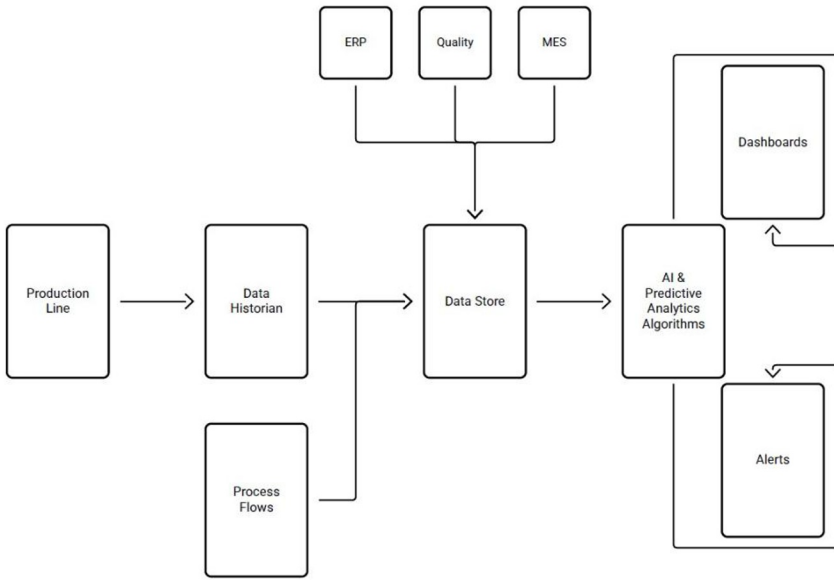 ERP
Quality
MES
Dashboards
Production
Line
Data
Historian
Data Store
AI &
Predictive
Analytics
Algorithms
Process
Flows
Alerts